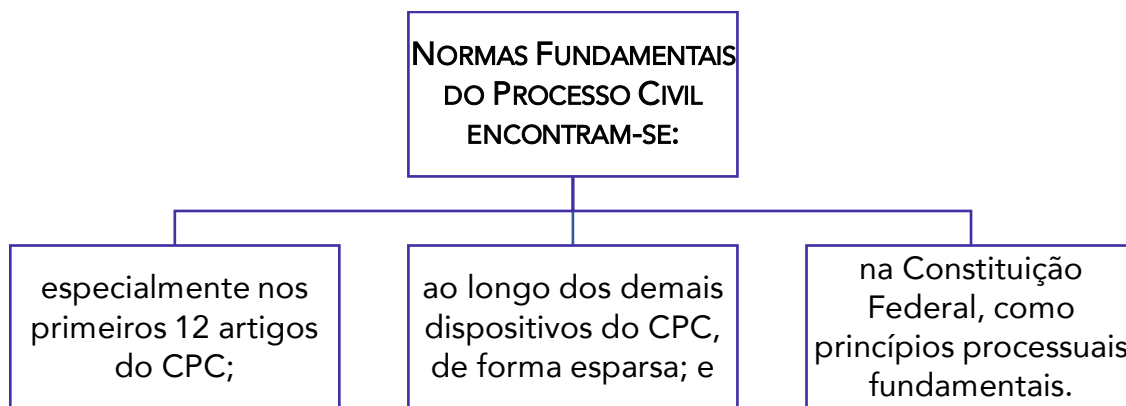 NORMAS FUNDAMENTAIS
DO PROCESSO CIVIL
ENCONTRAM-SE:
especialmente nos
primeiros 12 artigos
do CPC;
ao longo dos demais
dispositivos do CPC,
de forma esparsa; e
na Constituição
Federal, como
princípios processuais
fundamentais.